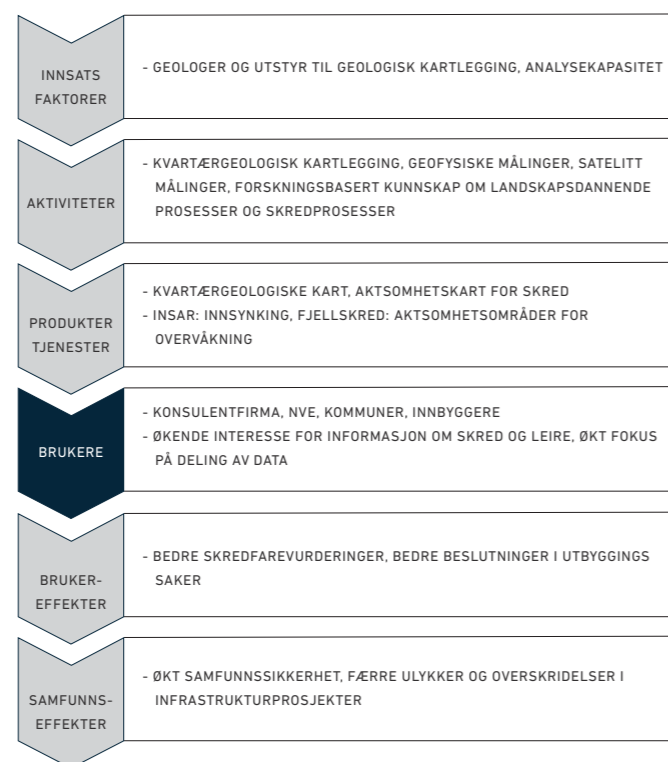 INNSATS
FAKTORER
- GEOLOGER OG UTSTYR TIL GEOLOGISK KARTLEGGING, ANALYSEKAPASITET
AKTIVITETER
- KVARTÆRGEOLOGISK KARTLEGGING, GEOFYSISKE MÅLINGER, SATELITT
MÅLINGER, FORSKNINGSBASERT KUNNSKAP OM LANDSKAPSDANNENDE
PROSESSER OG SKREDPROSESSER
PRODUKTER
TJENESTER
- KVARTÆRGEOLOGISKE KART, AKTSOMHETSKART FOR SKRED
- INSAR: INNSYNKING, FJELLSKRED: AKTSOMHETSOMRÅDER FOR
OVERVÅKNING
BRUKERE
- KONSULENTFIRMA, NVE, KOMMUNER, INNBYGGERE
- ØKENDE INTERESSE FOR INFORMASJON OM SKRED OG LEIRE, ØKT FOKUS
PÅ DELING AV DATA
BRUKER-
EFFEKTER
- BEDRE SKREDFAREVURDERINGER, BEDRE BESLUTNINGER I UTBYGGINGS
SAKER
SAMFUNNS-
EFFEKTER
- ØKT SAMFUNNSSIKKERHET, FÆRRE ULYKKER OG OVERSKRIDELSER I
INFRASTRUKTURPROSJEKTER